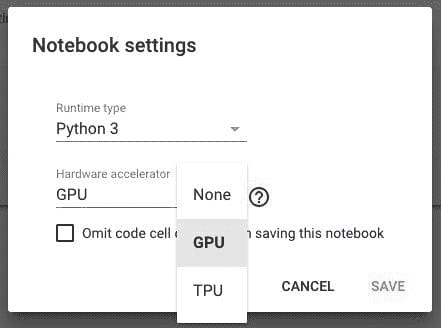 Notebook settings
Runtime type
Python 3
Hardware accelerator
GPU
None
GPU
TPU
Omit code cell n saving this notebook
CANCEL
SAVE